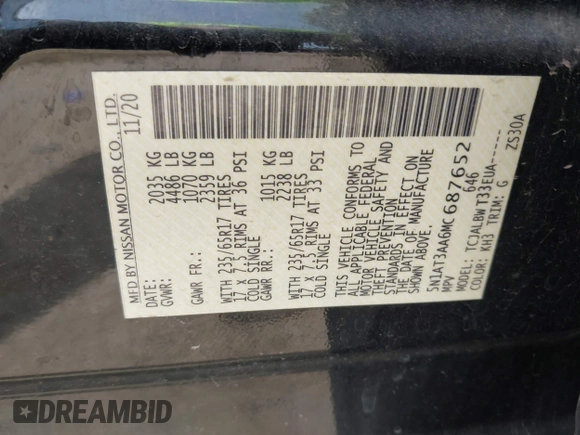 MFD BY NISSAN MOTOR CO., LTD.
DATE: 11/20
GVWR: 2035 KG
4486 LB
GAWR FR.: 1070 KG
2359 LB
WITH 235/65R17 TIRES
17 X 7.5 RIMS AT 36 PSI
COLD SINGLE
GAWR RR.: 1015 KG
2238 LB
WITH 235/65R17 TIRES
17 X 7.5 RIMS AT 33 PSI
COLD SINGLE
THIS VEHICLE CONFORMS TO
ALL APPLICABLE FEDERAL
MOTOR VEHICLE SAFETY AND
THEFT PREVENTION
STANDARDS IN EFFECT ON
THE DATE OF MANUFACTURE
SHOWN ABOVE.
5N1AT3AA6MC687652
MPV 646
MODEL: TCJALBW T33EUA-----
COLOR: KH3 TRIM: G ZS30A
DREAMBID